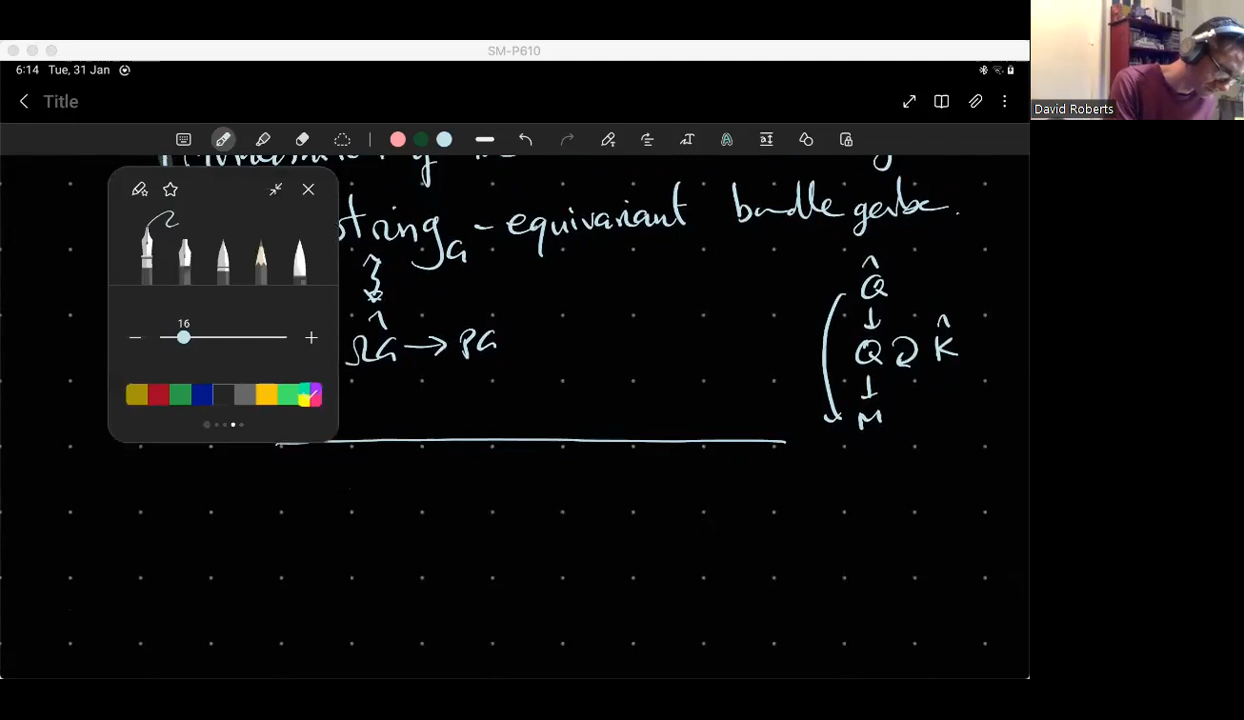 SM-P610
6:14 Tue, 31 Jan
David Roberts
Title
string_G - equivariant bundle gerbe.
Q̂
↓
16
Ω̂G → PG
Q ↻ K̂
↓
M